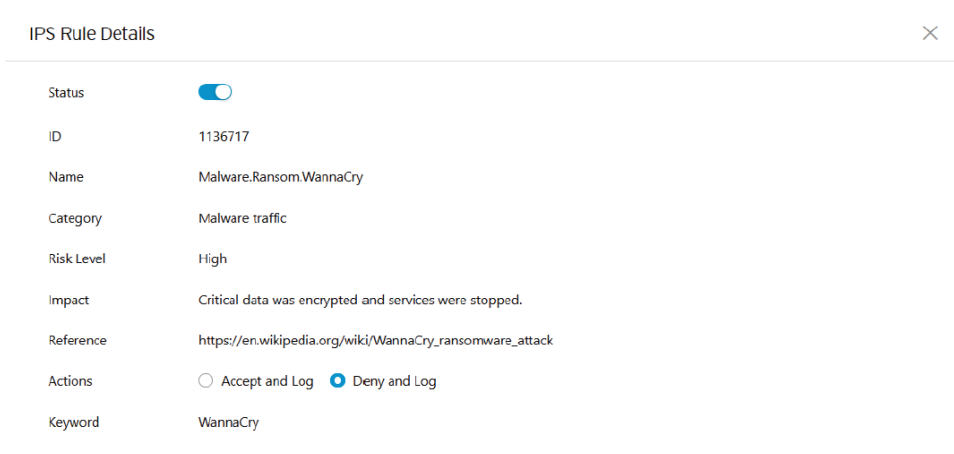 IPS Rule Details
Status
ID 1136717
Name Malware.Ransom.WannaCry
Category Malware traffic
Risk Level High
Impact Critical data was encrypted and services were stopped.
Reference https://en.wikipedia.org/wiki/WannaCry_ransomware_attack
Actions Accept and Log Deny and Log
Keyword WannaCry